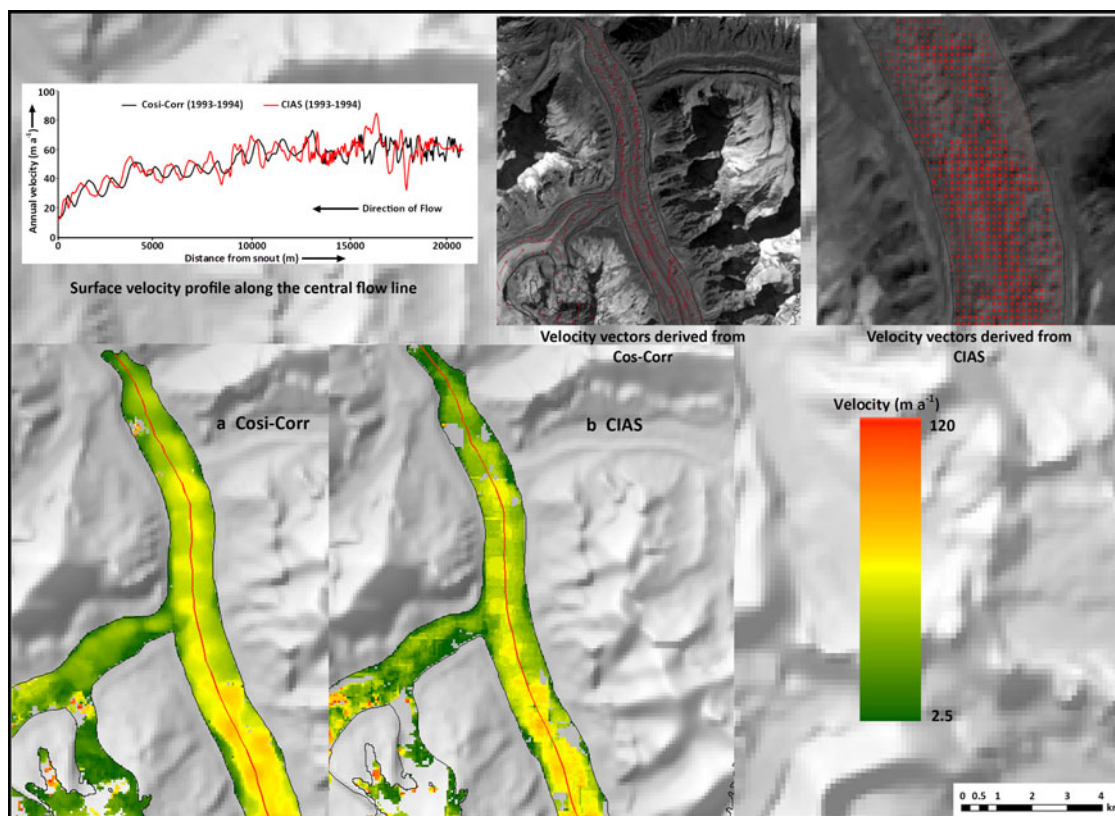 Cosi-Corr (1993-1994) CIAS (1993-1994)
Annual velocity (m a⁻¹)
100
80
60
40
20
0
0 5000 10000 15000 20000
Direction of Flow
Distance from snout (m)
Surface velocity profile along the central flow line
Velocity vectors derived from
Cos-Corr
Velocity vectors derived from
CIAS
a Cosi-Corr
b CIAS
Velocity (m a⁻¹)
120
2.5
0 0.5 1 2 3 4